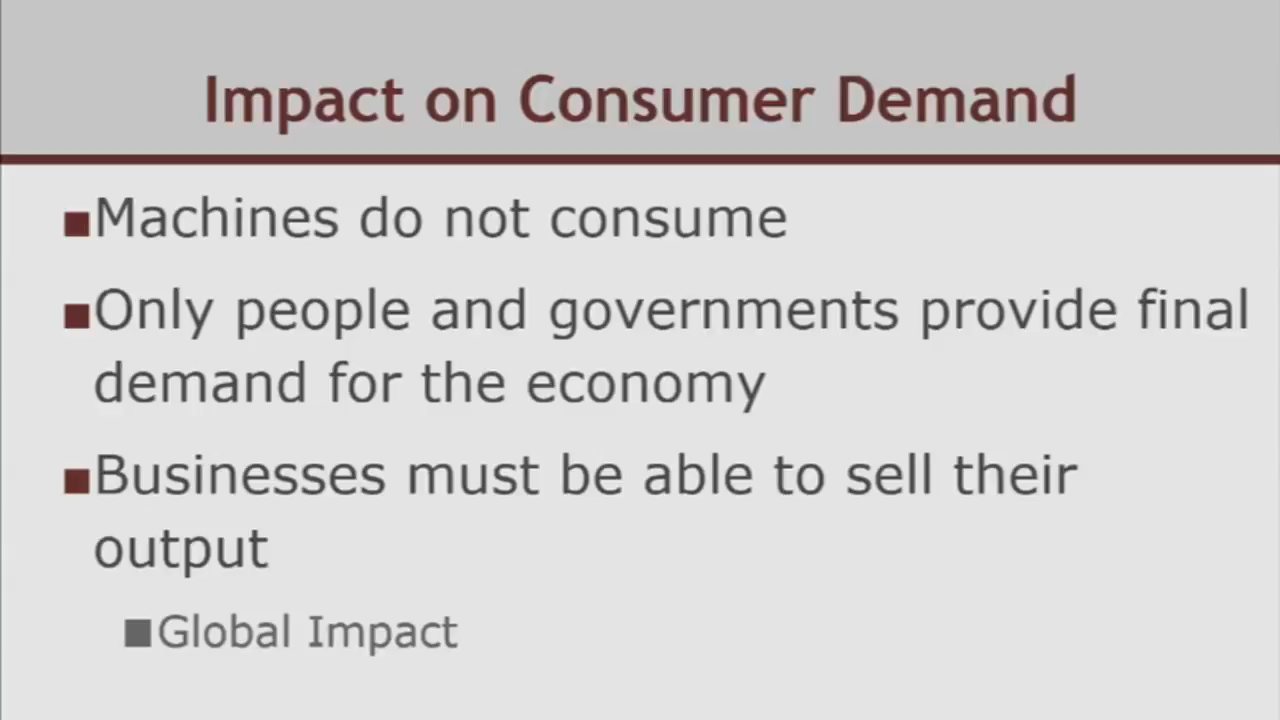 Impact on Consumer Demand
■Machines do not consume
■Only people and governments provide final
demand for the economy
■Businesses must be able to sell their
output
■Global Impact